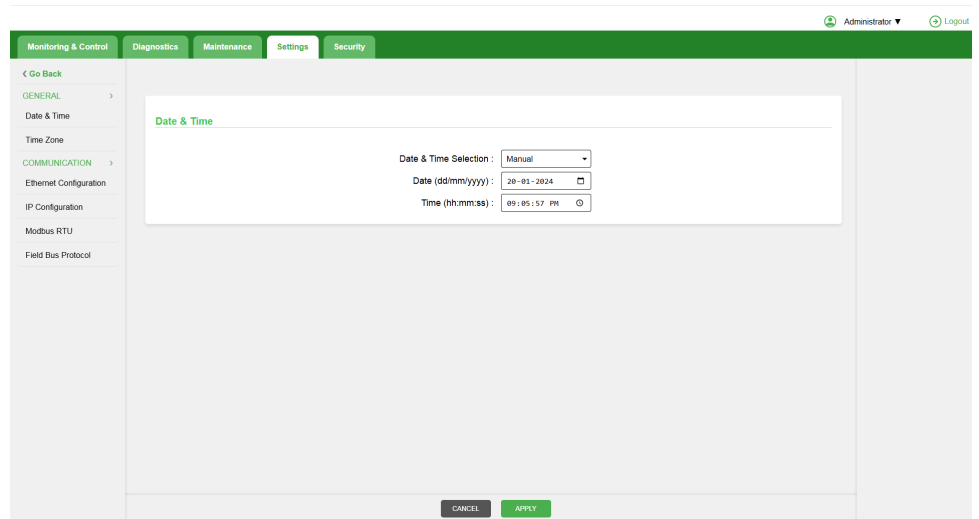 Administrator ▼ Logout
Monitoring & Control Diagnostics Maintenance Settings Security
Go Back
GENERAL
Date & Time
Time Zone
COMMUNICATION
Ethernet Configuration
IP Configuration
Modbus RTU
Field Bus Protocol
Date & Time
Date & Time Selection : Manual
Date (dd/mm/yyyy) : 20-01-2024
Time (hh:mm:ss) : 09:05:57 PM
CANCEL APPLY